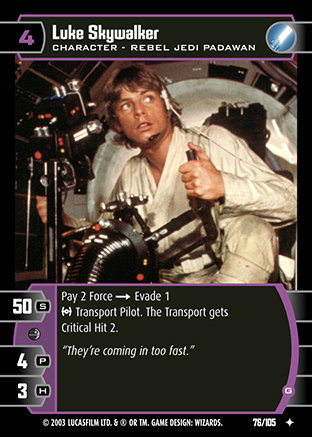 4 Luke Skywalker
CHARACTER - REBEL JEDI PADAWAN
50 S
Pay 2 Force → Evade 1
Transport Pilot. The Transport gets
Critical Hit 2.
4 P
"They're coming in too fast."
3 H
G
© 2003 LUCASFILM LTD. & ® OR TM. GAME DESIGN: WIZARDS. 76/105